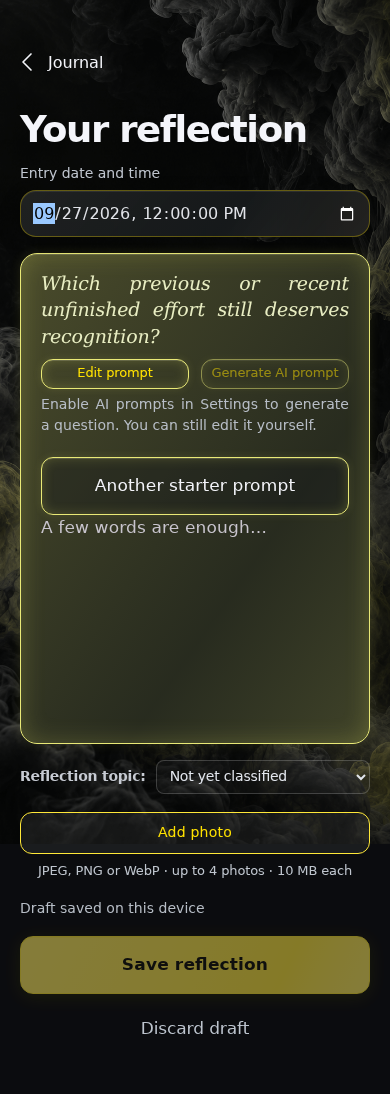 Journal
Your reflection
Entry date and time
09/27/2026, 12:00:00 PM
Which previous or recent
unfinished effort still deserves
recognition?
Edit prompt
Generate AI prompt
Enable AI prompts in Settings to generate
a question. You can still edit it yourself.
Another starter prompt
A few words are enough...
Reflection topic:
Not yet classified
Add photo
JPEG, PNG or WebP · up to 4 photos · 10 MB each
Draft saved on this device
Save reflection
Discard draft